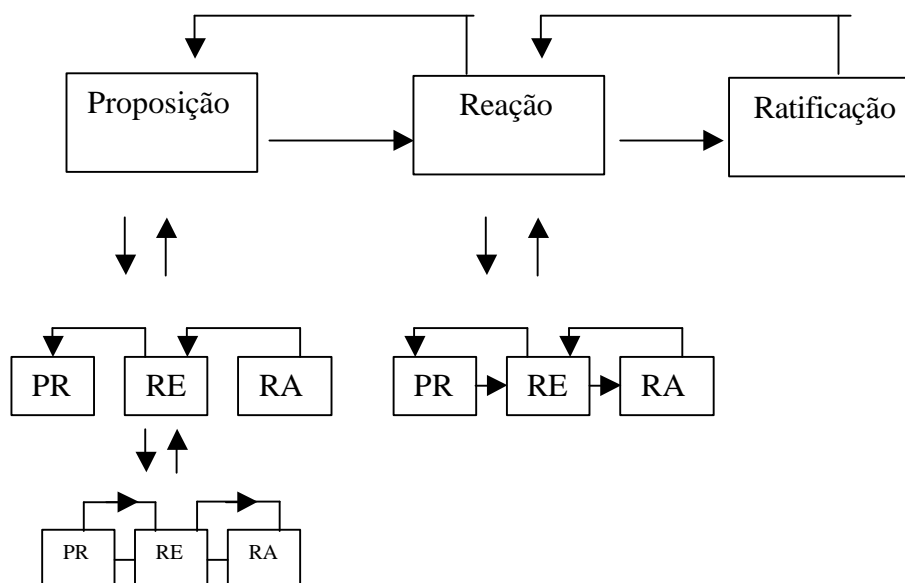 Proposição
Reação
Ratificação
PR RE RA
PR RE RA
PR RE RA